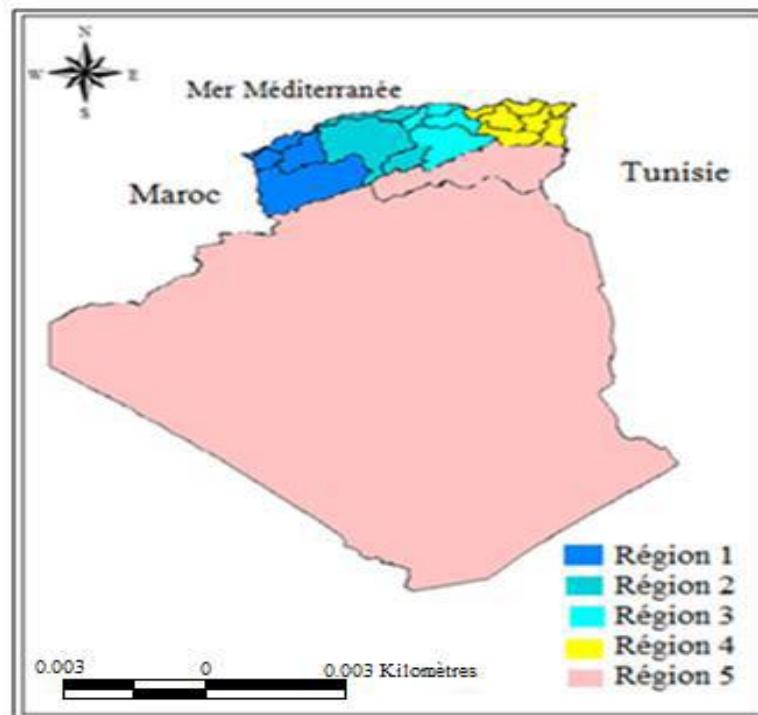 N
W E
S
Mer Méditerranée
Maroc
Tunisie
Région 1
Région 2
Région 3
Région 4
Région 5
0.003 0 0.003 Kilomètres